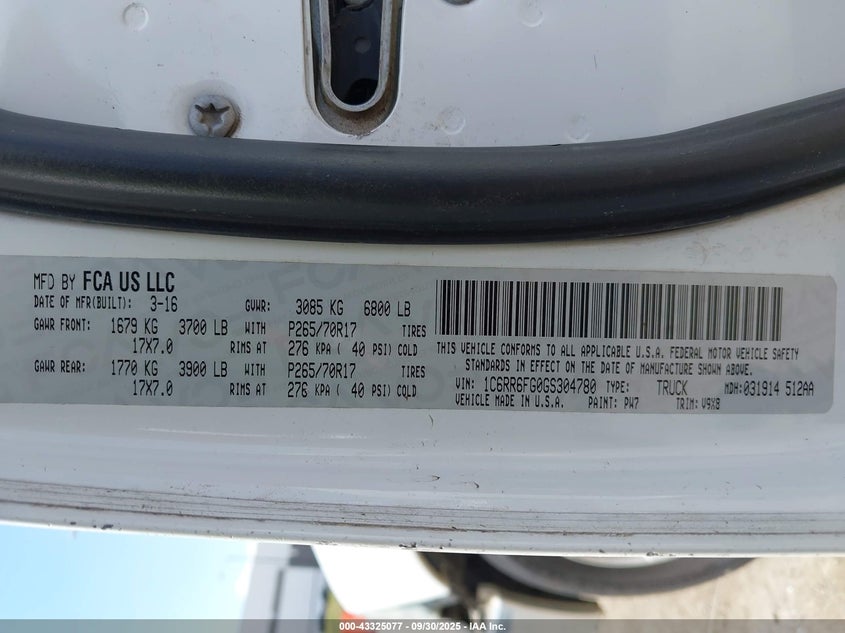 MFD BY FCA US LLC
DATE OF MFR(BUILT): 3-16 GVWR: 3085 KG 6800 LB
GAWR FRONT: 1679 KG 3700 LB WITH P265/70R17 TIRES
17X7.0 RIMS AT 276 KPA ( 40 PSI) COLD
GAWR REAR: 1770 KG 3900 LB WITH P265/70R17 TIRES
17X7.0 RIMS AT 276 KPA ( 40 PSI) COLD
THIS VEHICLE CONFORMS TO ALL APPLICABLE U.S.A. FEDERAL MOTOR VEHICLE SAFETY
STANDARDS IN EFFECT ON THE DATE OF MANUFACTURE SHOWN ABOVE.
VIN: 1C6RR6FG0GS304780 TYPE: TRUCK MDH:031914 512AA
VEHICLE MADE IN U.S.A. PAINT: PW7 TRIM: V9X8
000-43325077 - 09/30/2025 - IAA Inc.